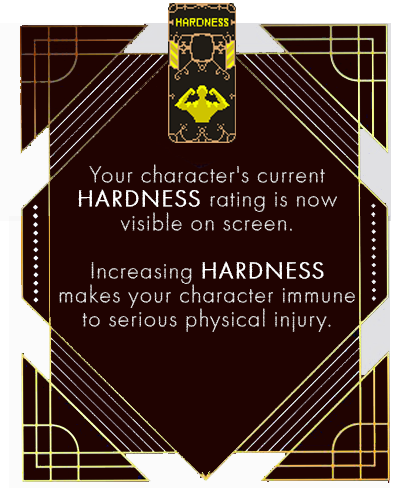 HARDNESS
Your character's current
HARDNESS rating is now
visible on screen.
Increasing HARDNESS
makes your character immune
to serious physical injury.